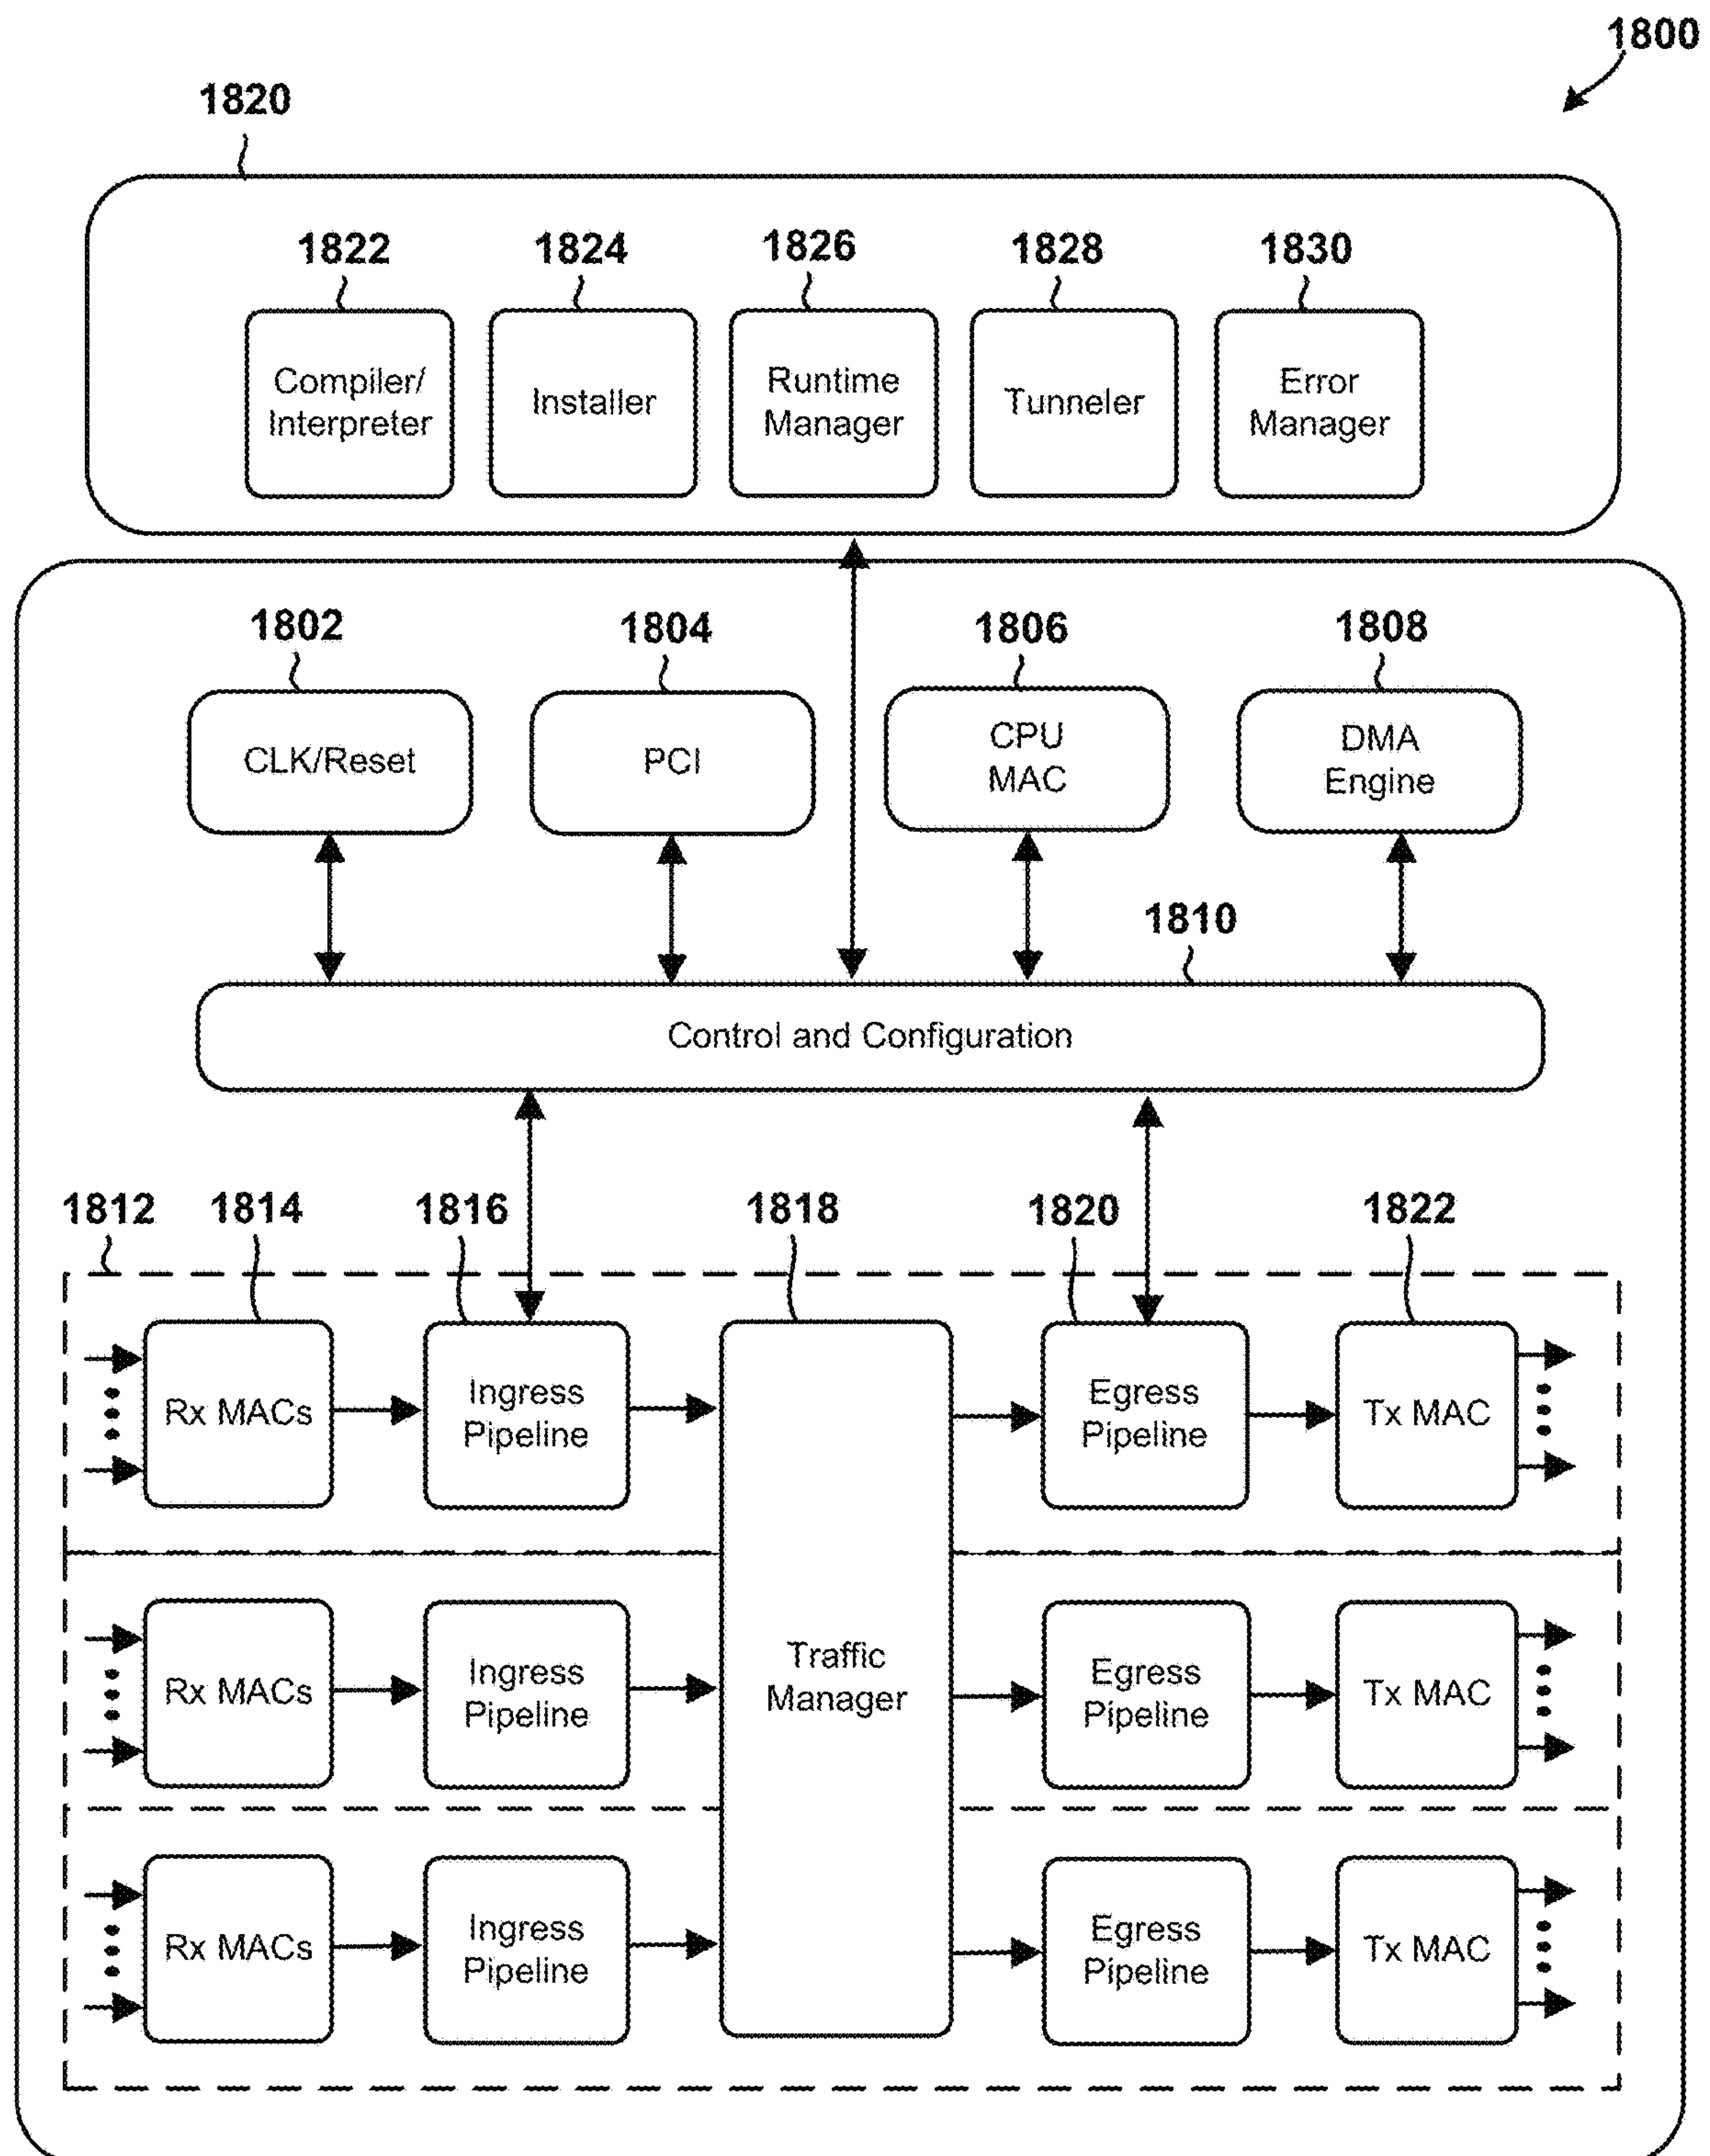 1800
1820
1822 1824 1826 1828 1830
Compiler/
Interpreter
Installer
Runtime
Manager
Tunneler
Error
Manager
1802 1804 1806 1808
CLK/Reset
PCI
CPU
MAC
DMA
Engine
1810
Control and Configuration
1812 1814 1816 1818 1820 1822
Rx MACs
Ingress
Pipeline
Egress
Pipeline
Tx MAC
Rx MACs
Ingress
Pipeline
Traffic
Manager
Egress
Pipeline
Tx MAC
Rx MACs
Ingress
Pipeline
Egress
Pipeline
Tx MAC